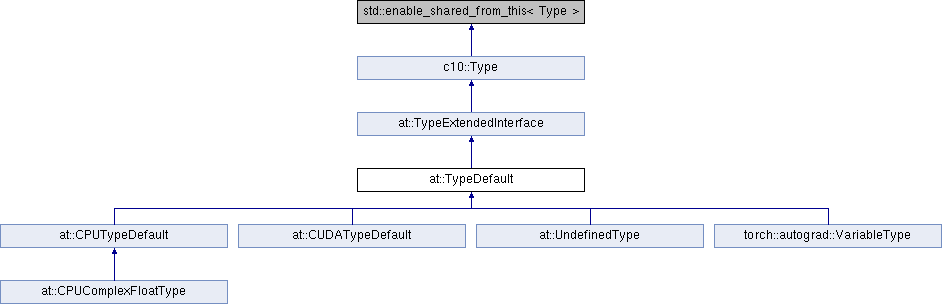 std::enable_shared_from_this< Type >
c10::Type
at::TypeExtendedInterface
at::TypeDefault
at::CPUTypeDefault
at::CUDATypeDefault
at::UndefinedType
torch::autograd::VariableType
at::CPUComplexFloatType